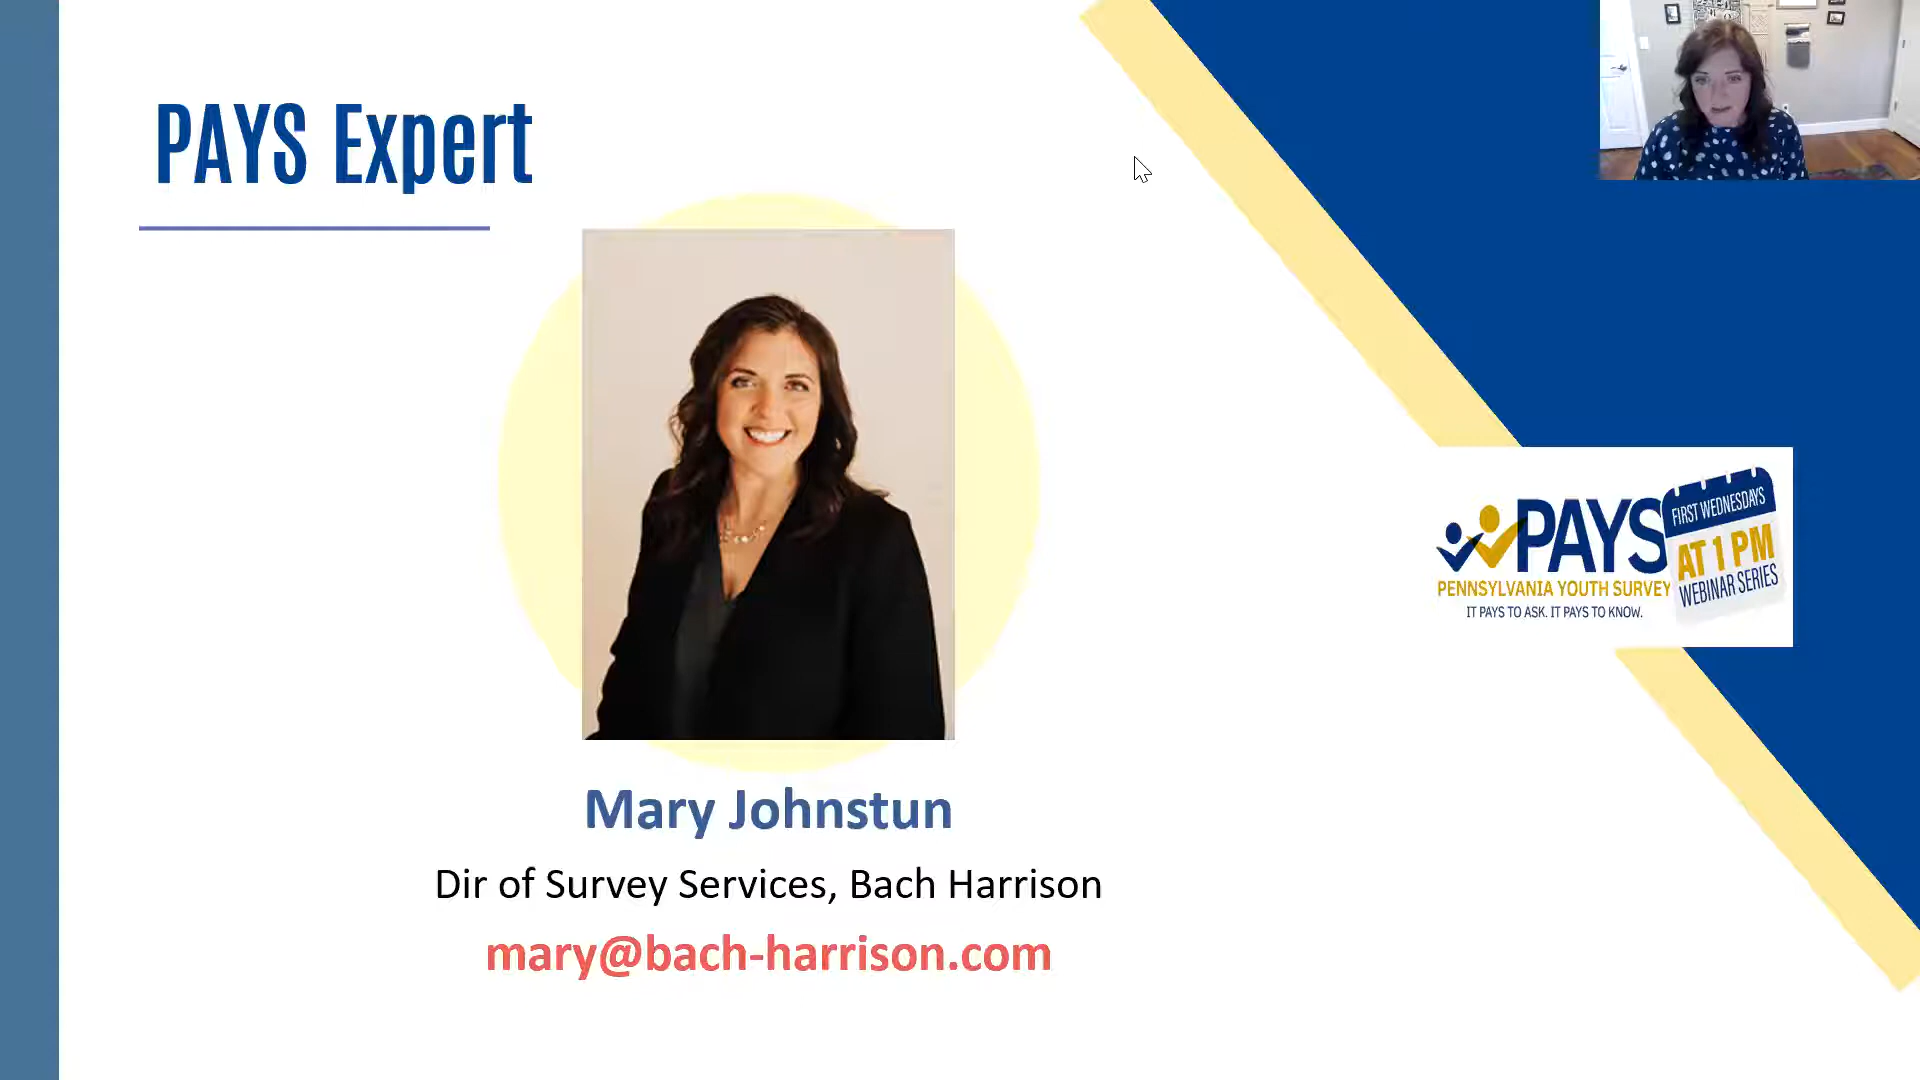 PAYS Expert
PAYS
PENNSYLVANIA YOUTH SURVEY
IT PAYS TO ASK. IT PAYS TO KNOW.
FIRST WEDNESDAYS
AT 1 PM
WEBINAR SERIES
Mary Johnstun
Dir of Survey Services, Bach Harrison
mary@bach-harrison.com